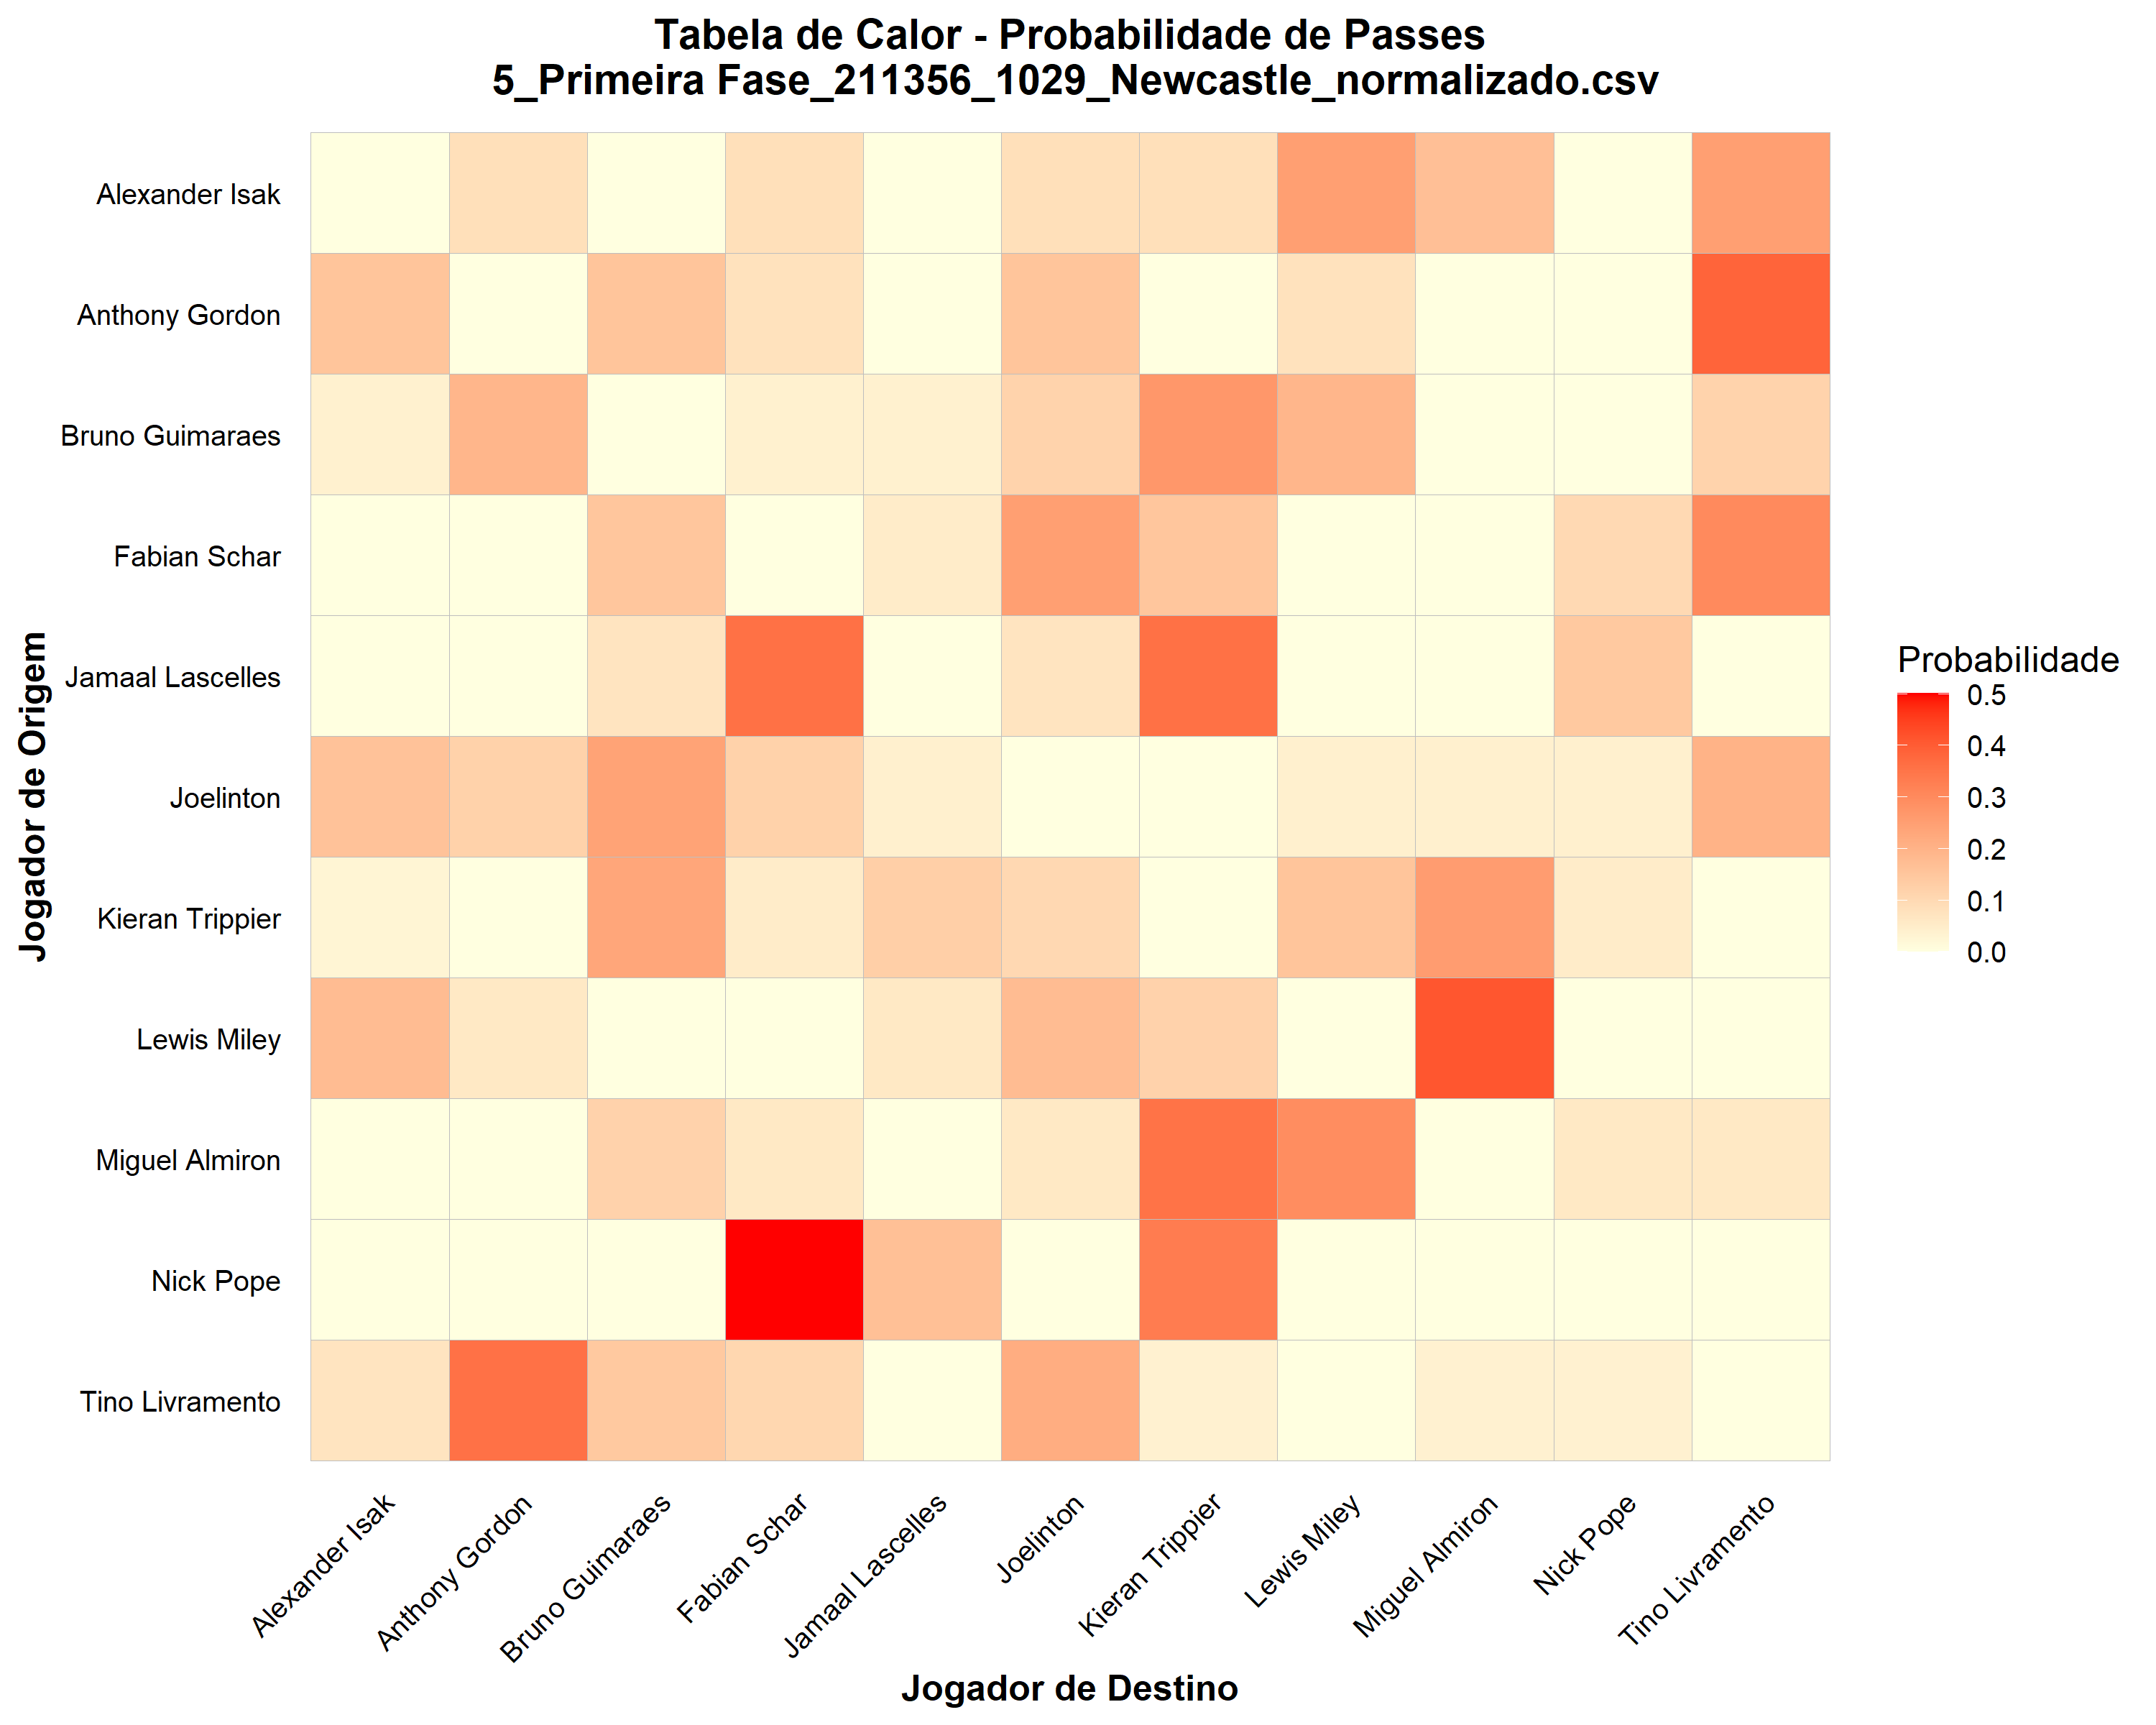 Tabela de Calor - Probabilidade de Passes
5_Primeira Fase_211356_1029_Newcastle_normalizado.csv
Jogador de Origem
Alexander Isak
Anthony Gordon
Bruno Guimaraes
Fabian Schar
Jamaal Lascelles
Joelinton
Kieran Trippier
Lewis Miley
Miguel Almiron
Nick Pope
Tino Livramento
Alexander Isak
Anthony Gordon
Bruno Guimaraes
Fabian Schar
Jamaal Lascelles
Joelinton
Kieran Trippier
Lewis Miley
Miguel Almiron
Nick Pope
Tino Livramento
Jogador de Destino
Probabilidade
0.5
0.4
0.3
0.2
0.1
0.0